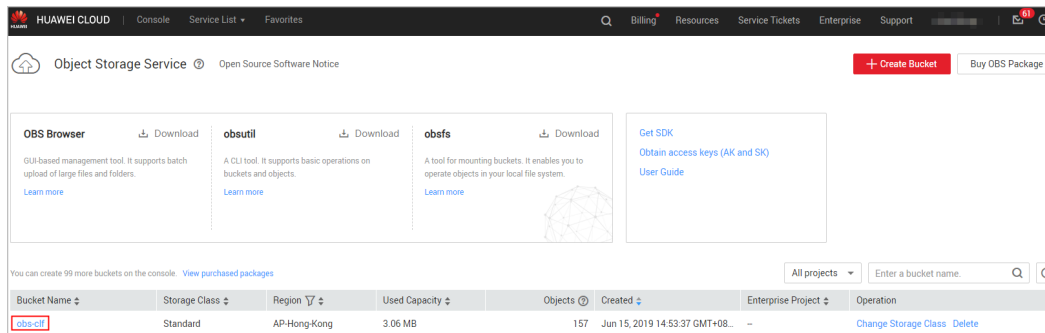 HUAWEI HUAWEI CLOUD | Console Service List Favorites Billing Resources Service Tickets Enterprise Support 61
Object Storage Service Open Source Software Notice + Create Bucket Buy OBS Package
OBS Browser Download obsutil Download obsfs Download Get SDK
Obtain access keys (AK and SK)
GUI-based management tool. It supports batch A CLI tool. It supports basic operations on A tool for mounting buckets. It enables you to
upload of large files and folders. buckets and objects. operate objects in your local file system. User Guide
Learn more Learn more Learn more
You can create 99 more buckets on the console. View purchased packages All projects Enter a bucket name.
Bucket Name Storage Class Region Used Capacity Objects Created Enterprise Project Operation
obs-clf Standard AP-Hong-Kong 3.06 MB 157 Jun 15, 2019 14:53:37 GMT+08... -- Change Storage Class Delete